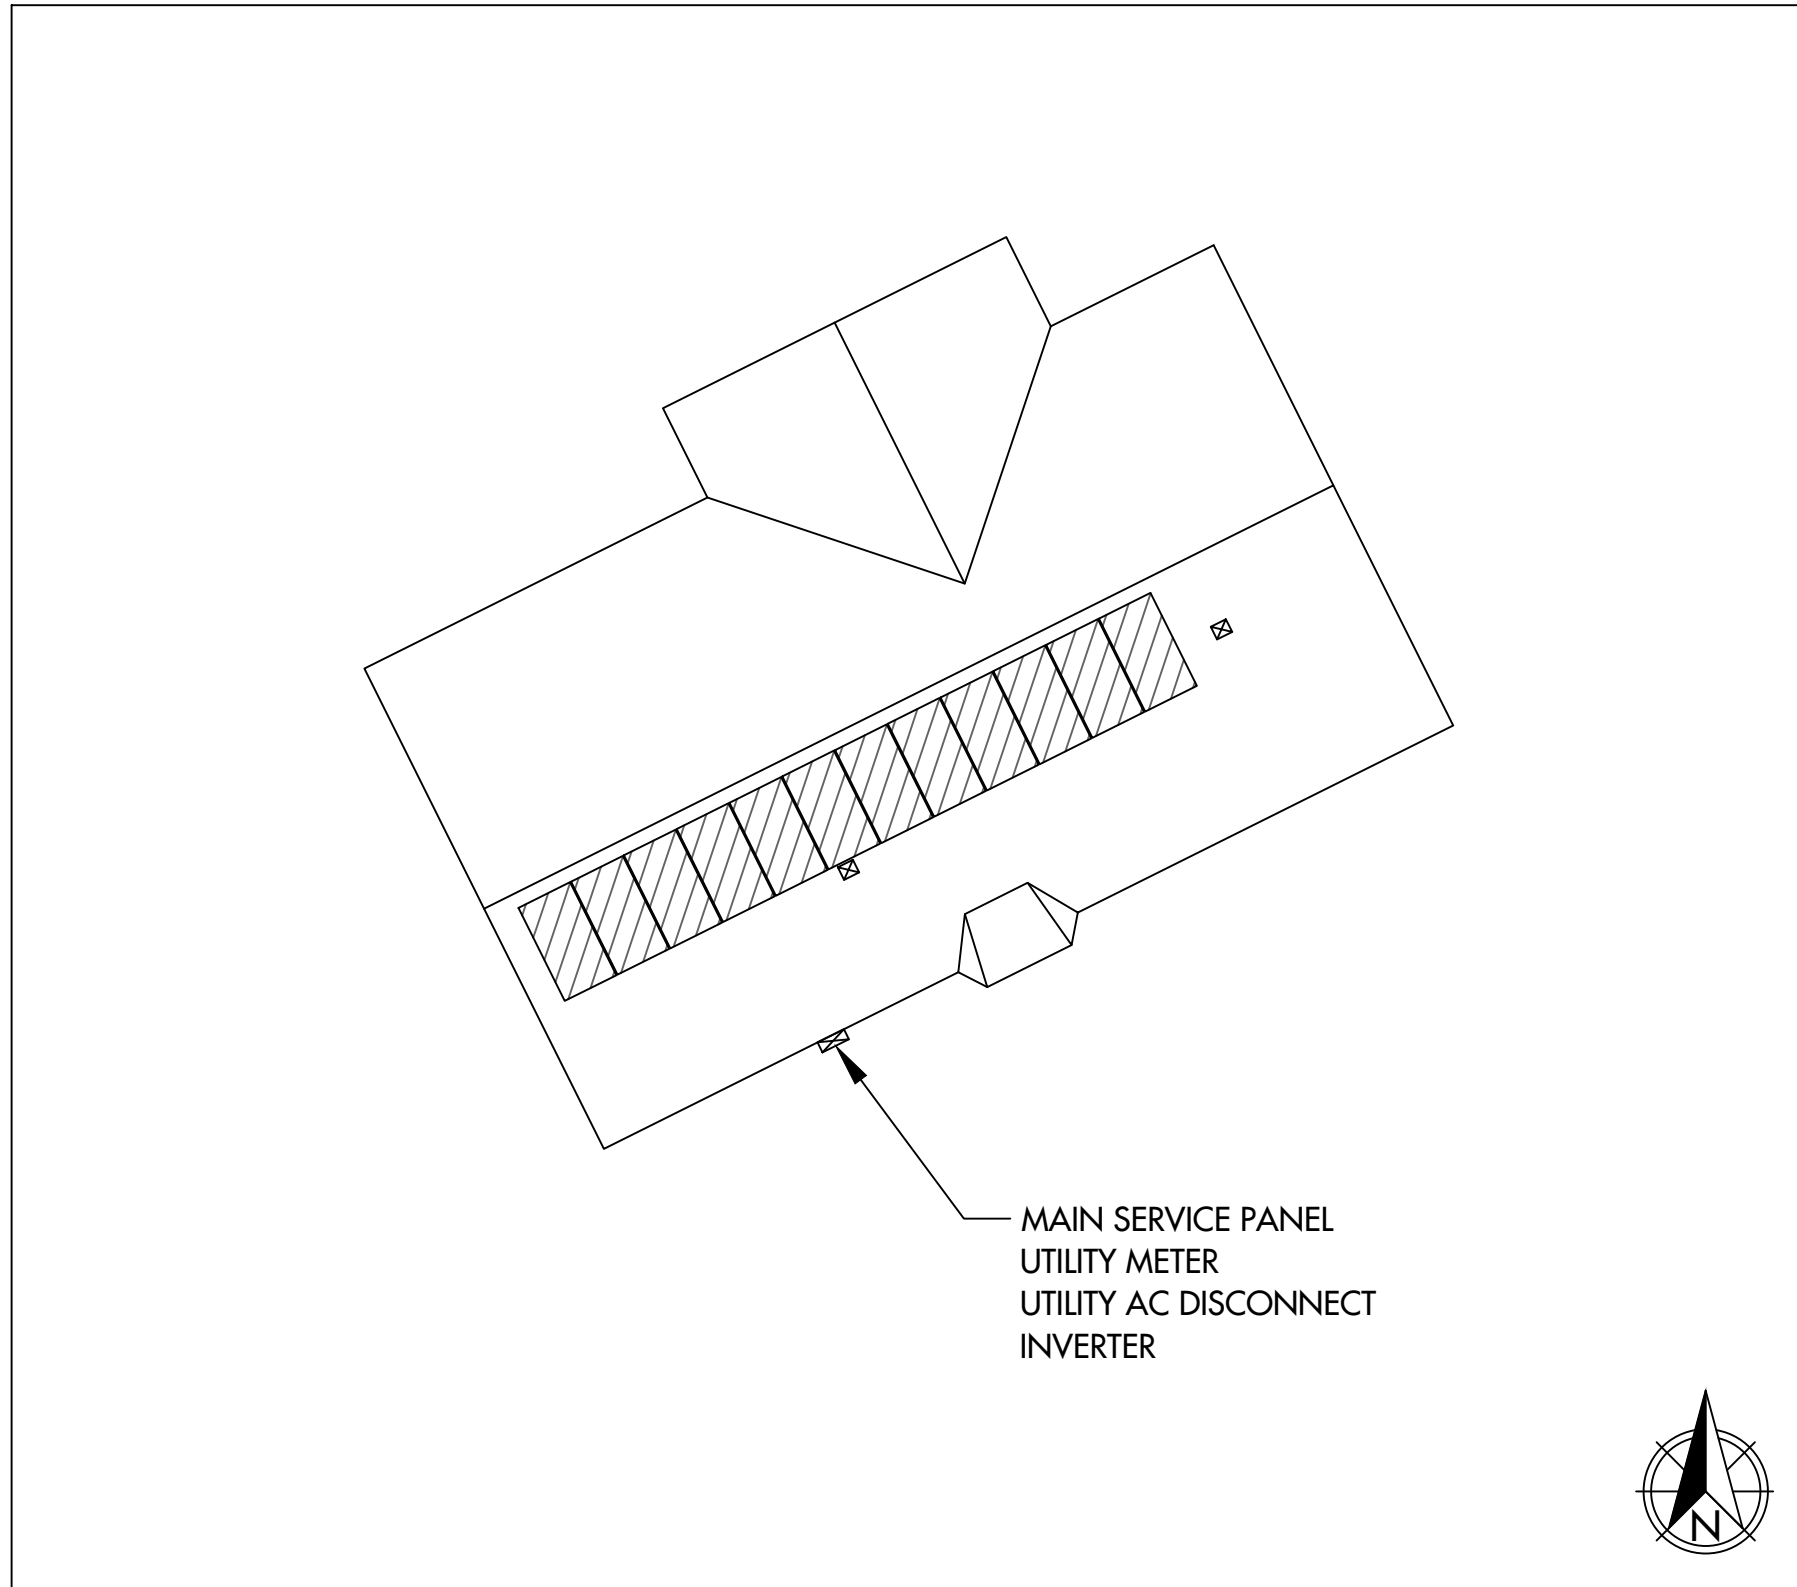 MAIN SERVICE PANEL
UTILITY METER
UTILITY AC DISCONNECT
INVERTER
N